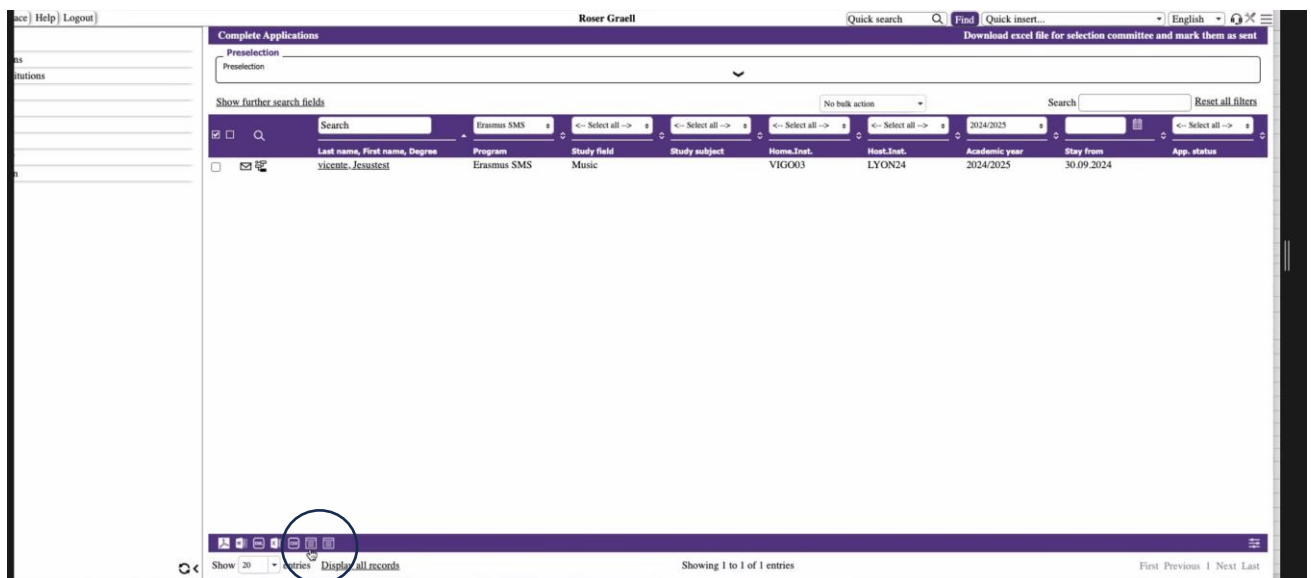 ace Help Logout Roser Graell Quick search Find Quick insert... English
Complete Applications Download excel file for selection committee and mark them as sent
ns Preselection
itutions Preselection
Show further search fields No bulk action Search Reset all filters
Search Erasmus SMS <-- Select all --> <-- Select all --> <-- Select all --> <-- Select all --> 2024/2025 <-- Select all -->
Last name, First name, Degree Program Study field Study subject Home.Inst. Host.Inst. Academic year Stay from App. status
n vicente, Jesustest Erasmus SMS Music VIGO03 LYON24 2024/2025 30.09.2024
Show 20 entries Display all records Showing 1 to 1 of 1 entries First Previous 1 Next Last